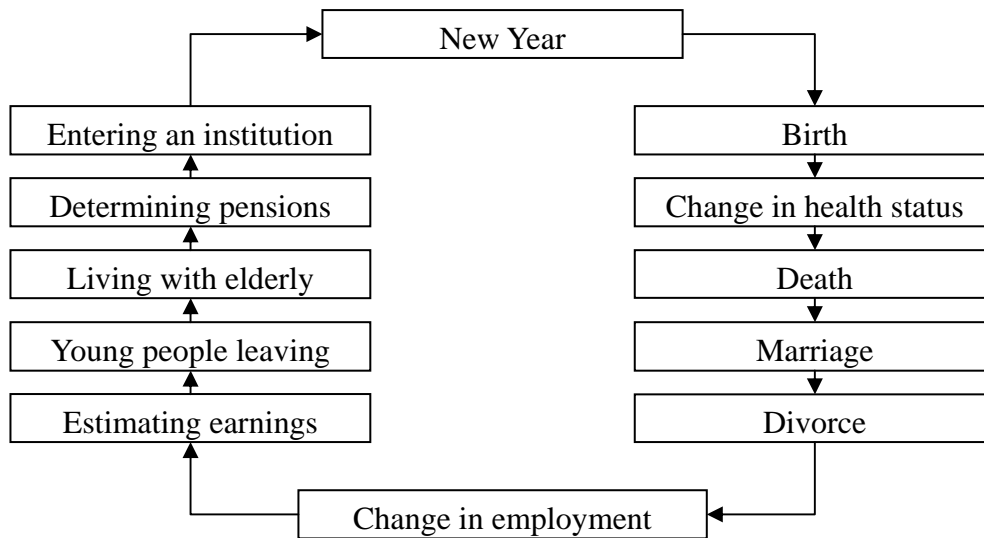 New Year
Entering an institution
Birth
Determining pensions
Change in health status
Living with elderly
Death
Young people leaving
Marriage
Estimating earnings
Divorce
Change in employment